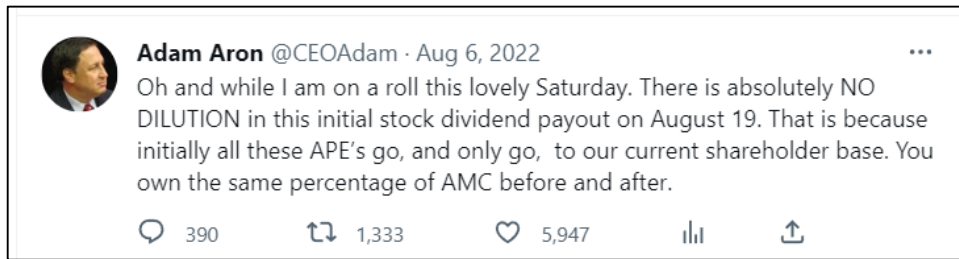 Adam Aron @CEOAdam · Aug 6, 2022
Oh and while I am on a roll this lovely Saturday. There is absolutely NO
DILUTION in this initial stock dividend payout on August 19. That is because
initially all these APE’s go, and only go,  to our current shareholder base. You
own the same percentage of AMC before and after.
390 1,333 5,947